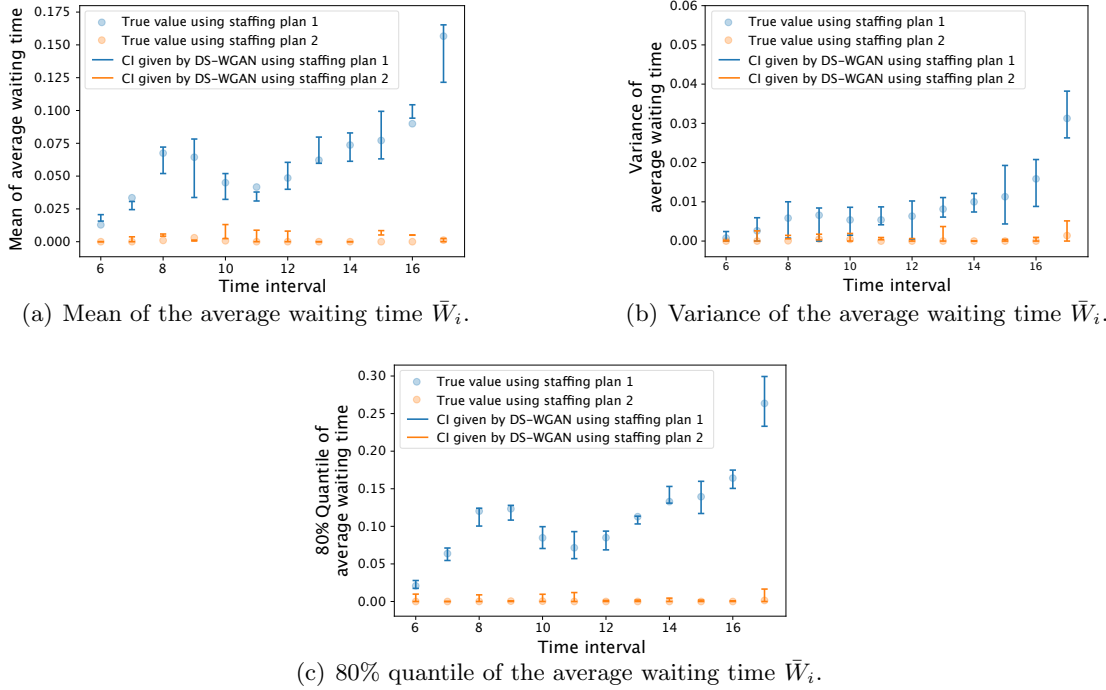 0.175
0.150
0.125
0.100
0.075
0.050
0.025
0.000
Mean of average waiting time
True value using staffing plan 1
True value using staffing plan 2
CI given by DS-WGAN using staffing plan 1
CI given by DS-WGAN using staffing plan 2
6 8 10 12 14 16
Time interval
(a) Mean of the average waiting time W̄ᵢ.
0.06
0.05
0.04
0.03
0.02
0.01
0.00
Variance of
average waiting time
True value using staffing plan 1
True value using staffing plan 2
CI given by DS-WGAN using staffing plan 1
CI given by DS-WGAN using staffing plan 2
6 8 10 12 14 16
Time interval
(b) Variance of the average waiting time W̄ᵢ.
0.30
0.25
0.20
0.15
0.10
0.05
0.00
80% Quantile of
average waiting time
True value using staffing plan 1
True value using staffing plan 2
CI given by DS-WGAN using staffing plan 1
CI given by DS-WGAN using staffing plan 2
6 8 10 12 14 16
Time interval
(c) 80% quantile of the average waiting time W̄ᵢ.